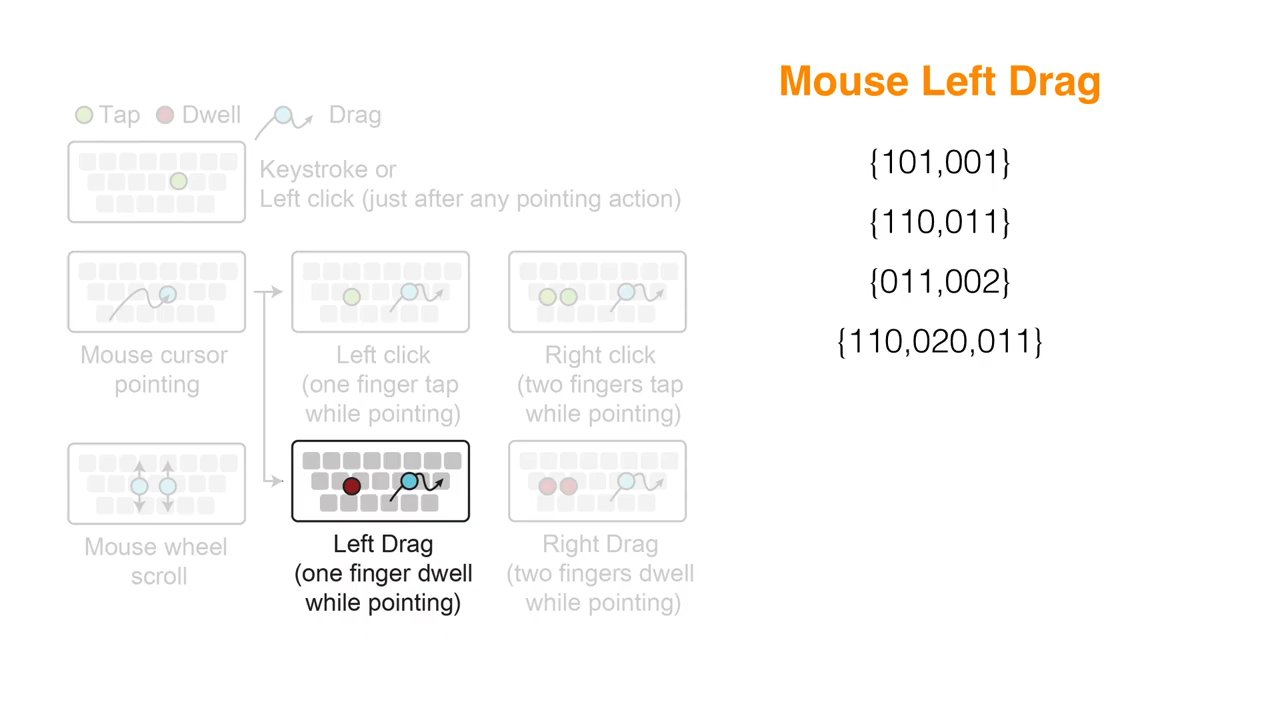 Mouse Left Drag
{101,001}
{110,011}
{011,002}
{110,020,011}
Tap Dwell Drag
Keystroke or
Left click (just after any pointing action)
Mouse cursor
pointing
Left click
(one finger tap
while pointing)
Right click
(two fingers tap
while pointing)
Mouse wheel
scroll
Left Drag
(one finger dwell
while pointing)
Right Drag
(two fingers dwell
while pointing)